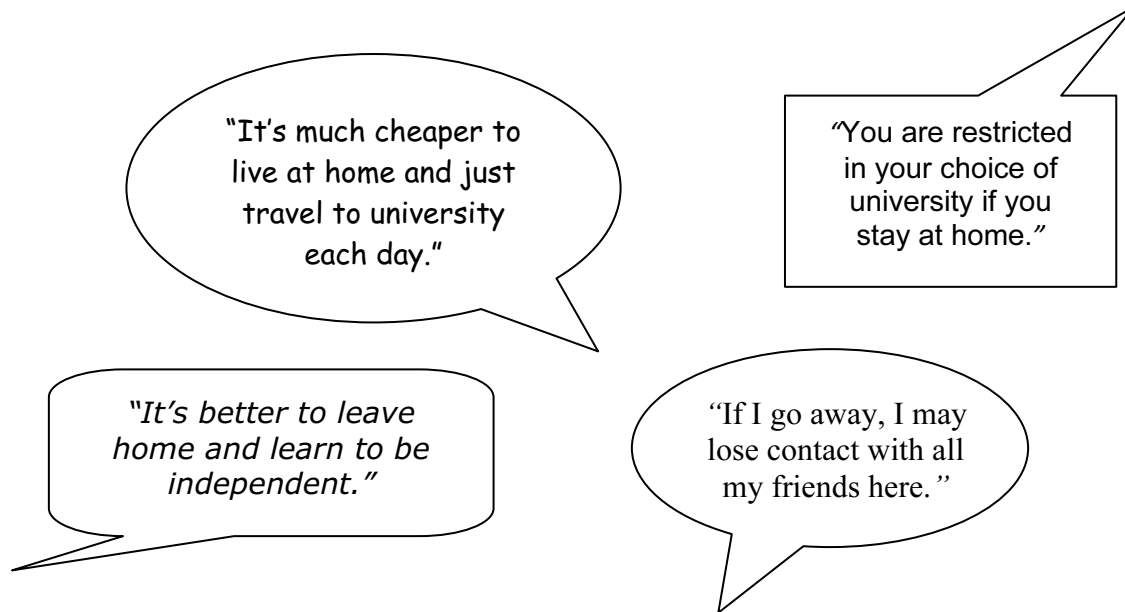 “It’s much cheaper to
live at home and just
travel to university
each day.”
“You are restricted
in your choice of
university if you
stay at home.”
“It’s better to leave
home and learn to be
independent.”
“If I go away, I may
lose contact with all
my friends here.”